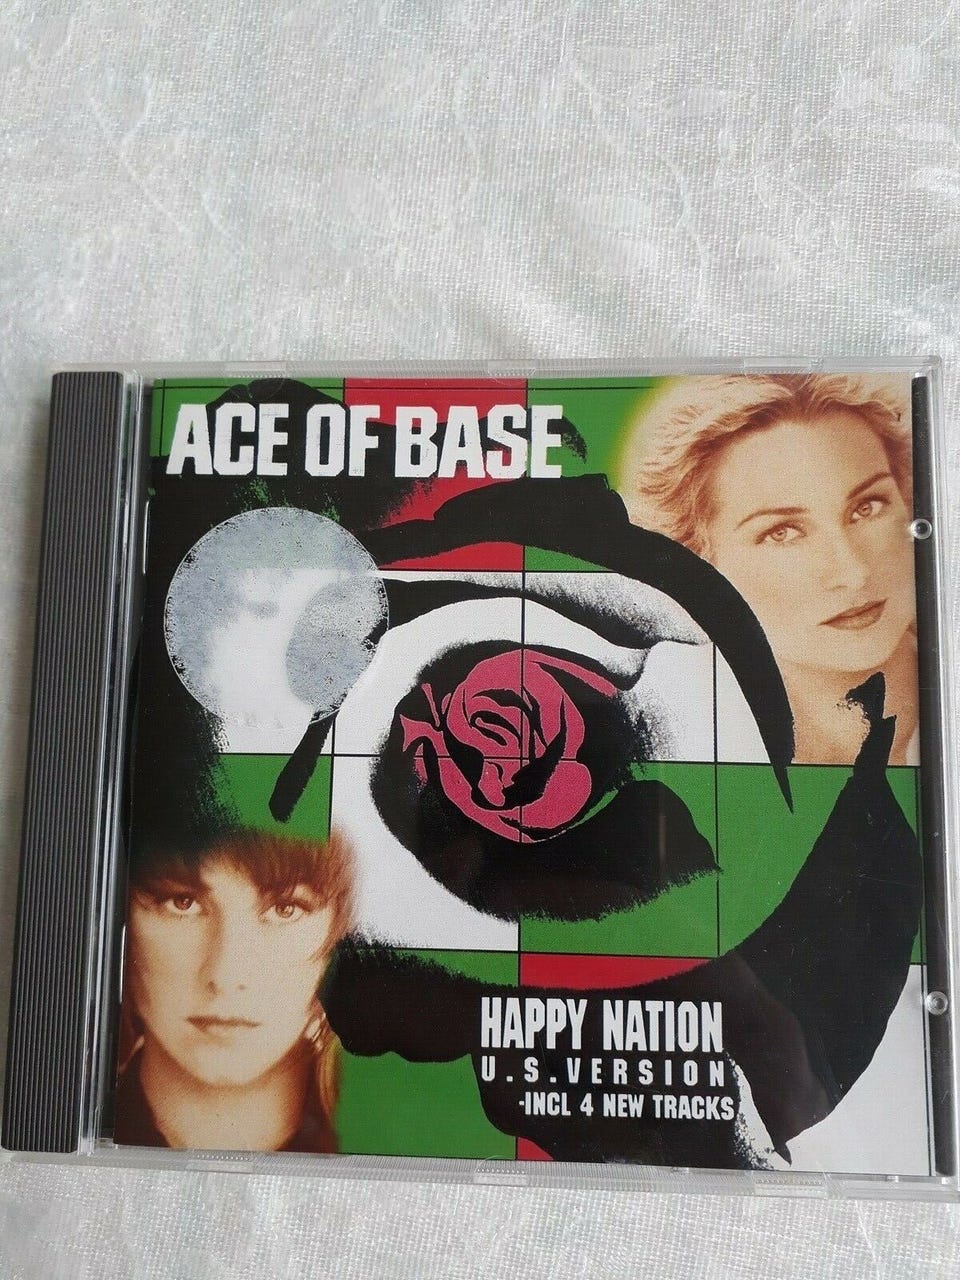 ACE OF BASE
HAPPY NATION
U.S.VERSION
-INCL 4 NEW TRACKS